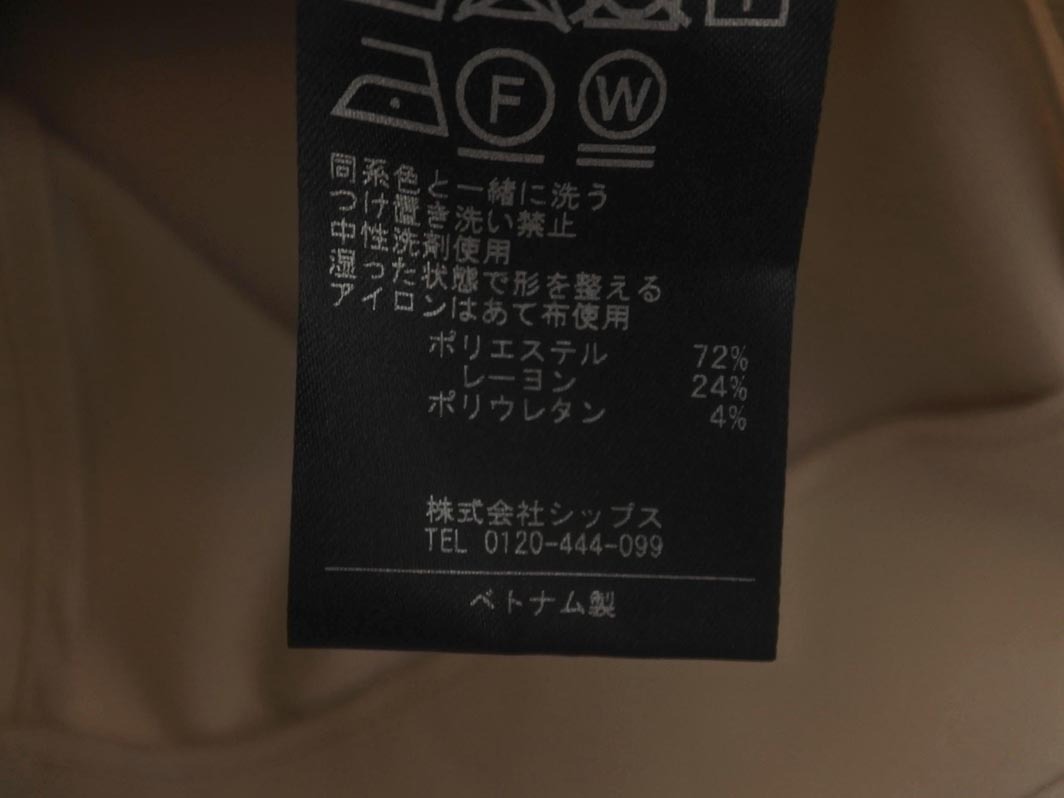 F W
同系色と一緒に洗う
つけ置き洗い禁止
中性洗剤使用
湿った状態で形を整える
アイロンはあて布使用
ポリエステル 72%
レーヨン 24%
ポリウレタン 4%
株式会社シップス
TEL 0120-444-099
ベトナム製